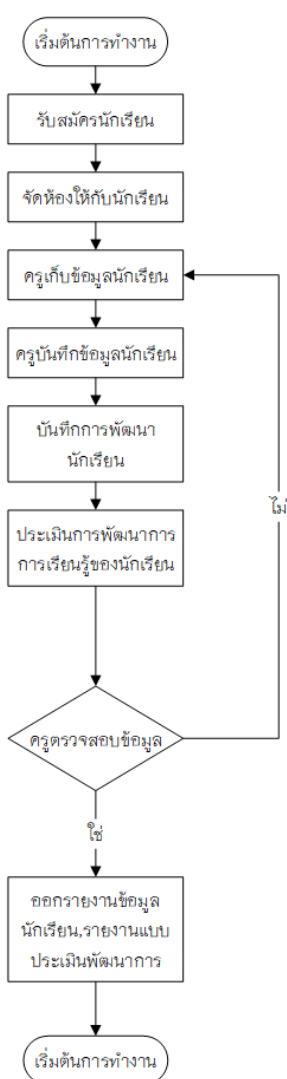 เริ่มต้นการทำงาน
รับสมัครนักเรียน
จัดห้องให้กับนักเรียน
ครูเก็บข้อมูลนักเรียน
ครูบันทึกข้อมูลนักเรียน
บันทึกการพัฒนา
นักเรียน
ประเมินการพัฒนาการ
การเรียนรู้ของนักเรียน
ไม่
ครูตรวจสอบข้อมูล
ใช่
ออกรายงานข้อมูล
นักเรียน,รายงานแบบ
ประเมินพัฒนาการ
เริ่มต้นการทำงาน